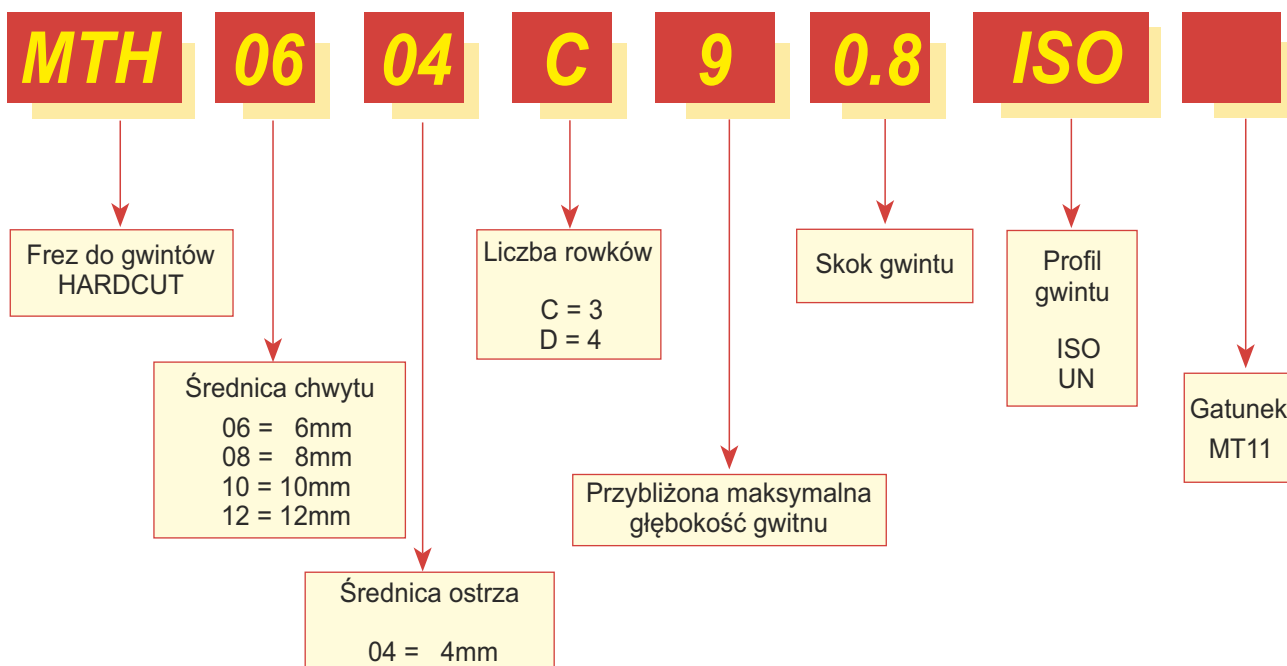 MTH 06 04 C 9 0.8 ISO
Frez do gwintów
HARDCUT
Średnica chwytu
06 = 6mm
08 = 8mm
10 = 10mm
12 = 12mm
Średnica ostrza
04 = 4mm
Liczba rowków
C = 3
D = 4
Przybliżona maksymalna
głębokość gwitnu
Skok gwintu
Profil
gwintu
ISO
UN
Gatunek
MT11